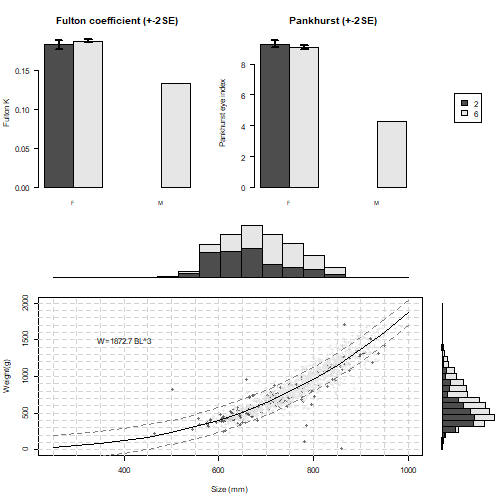 Fulton coefficient (+-2SE)
Pankhurst (+-2SE)
Fulton K
0.00
0.05
0.10
0.15
F
M
Pankhurst eye index
0
2
4
6
8
F
M
2
6
Weight(g)
0
500
1000
1500
2000
W=1872.7 BL^3
400
600
800
1000
Size (mm)